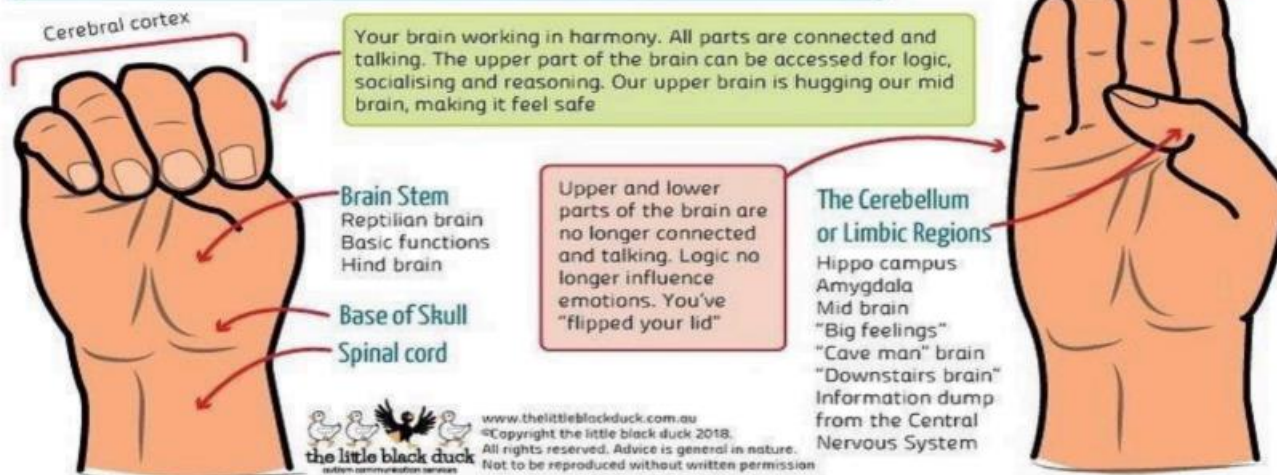 Cerebral cortex
Your brain working in harmony. All parts are connected and
talking. The upper part of the brain can be accessed for logic,
socialising and reasoning. Our upper brain is hugging our mid
brain, making it feel safe
Brain Stem
Reptilian brain
Basic functions
Hind brain
Base of Skull
Spinal cord
Upper and lower
parts of the brain are
no longer connected
and talking. Logic no
longer influence
emotions. You've
"flipped your lid"
The Cerebellum
or Limbic Regions
Hippo campus
Amygdala
Mid brain
"Big feelings"
"Cave man" brain
"Downstairs brain"
Information dump
from the Central
Nervous System
the little black duck
autism communication services
www.thelittleblackduck.com.au
©Copyright the little black duck 2018.
All rights reserved. Advice is general in nature.
Not to be reproduced without written permission